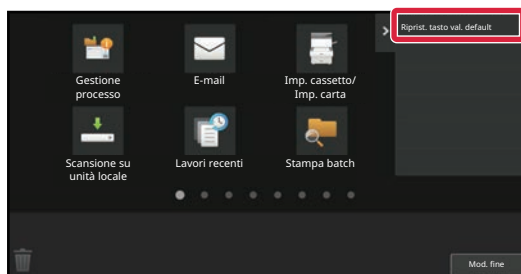 Riprist. tasto val. default
Gestione
processo
E-mail
Imp. cassetto/
Imp. carta
Scansione su
unità locale
Lavori recenti
Stampa batch
Mod. fine